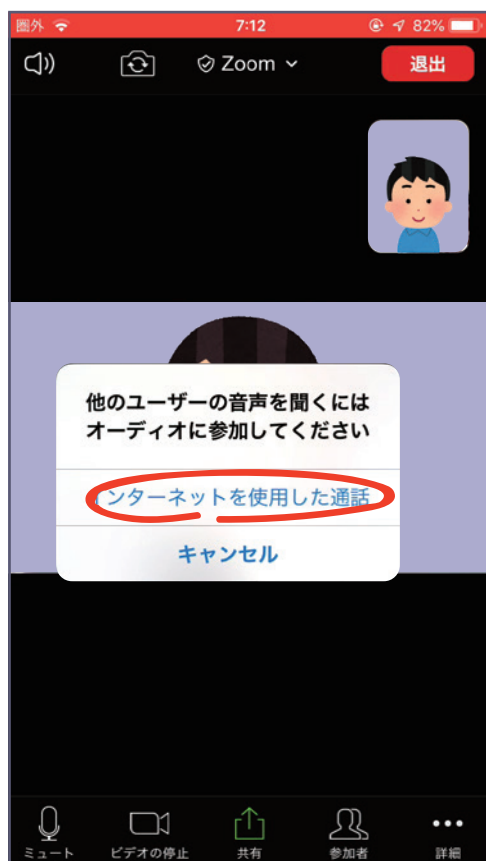 圏外 7:12 82%
Zoom 退出
他のユーザーの音声を聞くには
オーディオに参加してください
インターネットを使用した通話
キャンセル
ミュート ビデオの停止 共有 参加者 詳細